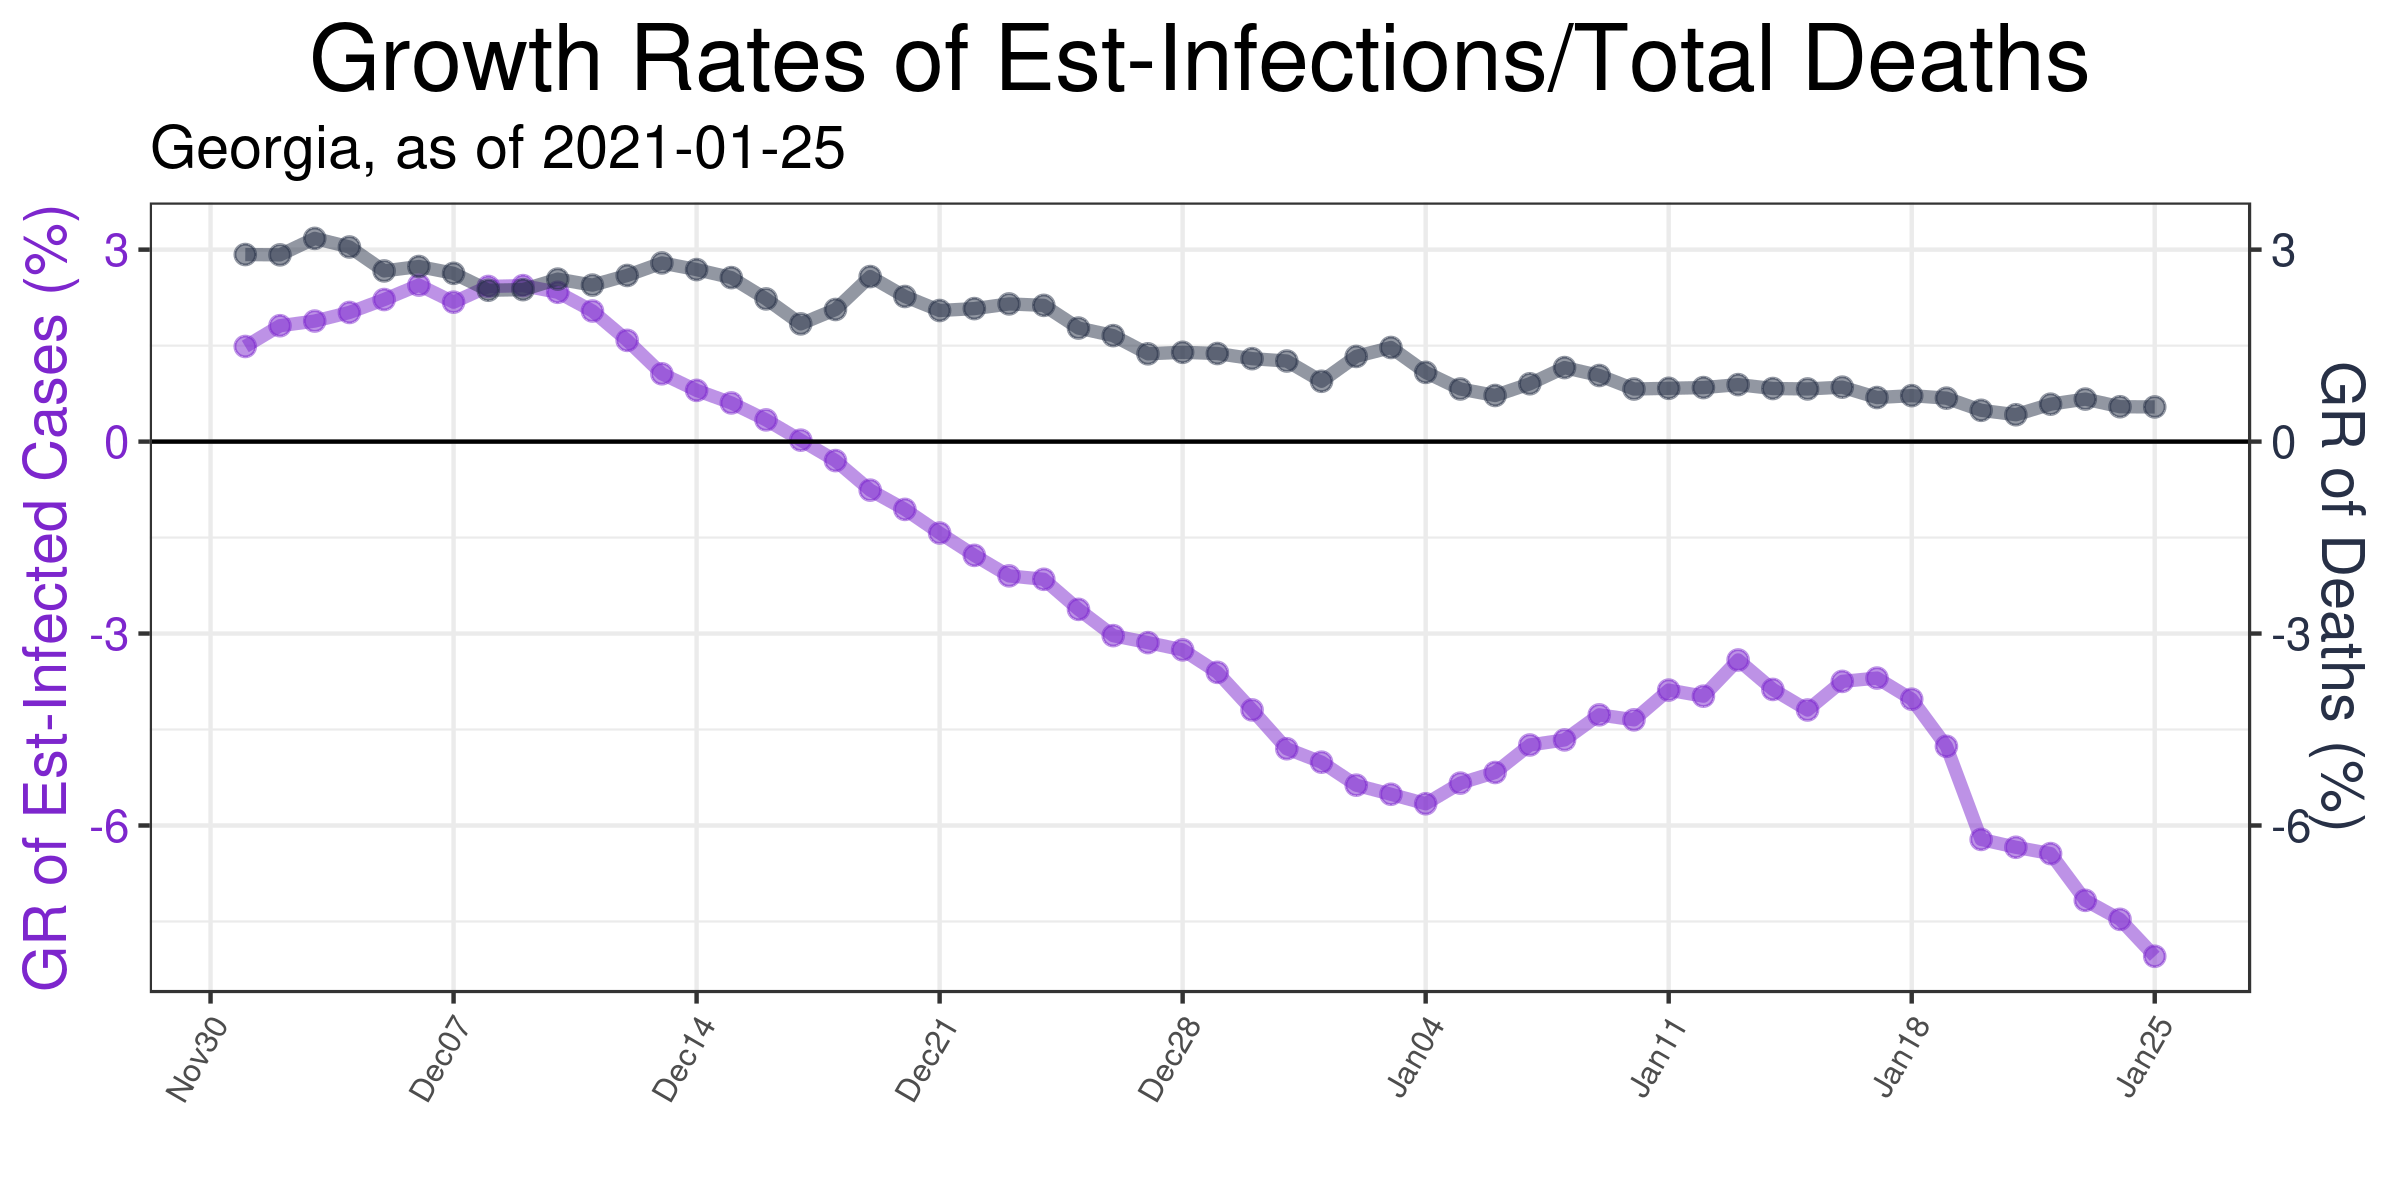 Growth Rates of Est-Infections/Total Deaths
Georgia, as of 2021-01-25
GR of Est-Infected Cases (%)
3
0
-3
-6
3
0
-3
-6
GR of Deaths (%)
Nov30
Dec07
Dec14
Dec21
Dec28
Jan04
Jan11
Jan18
Jan25